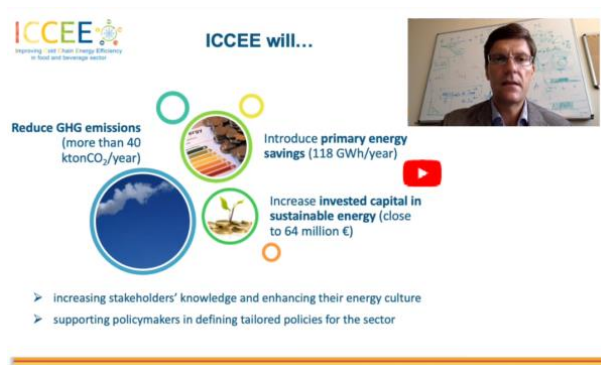 ICCEE
Improving Cold Chain Energy Efficiency
in food and beverage sector
ICCEE will...
Reduce GHG emissions
(more than 40
ktonCO₂/year)
Introduce primary energy
savings (118 GWh/year)
Increase invested capital in
sustainable energy (close
to 64 million €)
➤ increasing stakeholders' knowledge and enhancing their energy culture
➤ supporting policymakers in defining tailored policies for the sector